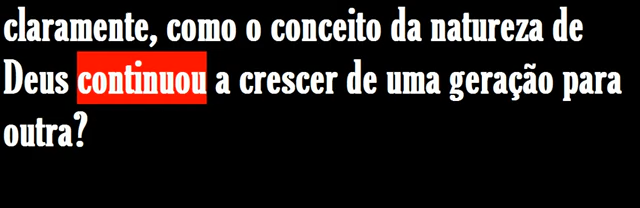 claramente, como o conceito da natureza de
Deus continuou a crescer de uma geração para
outra?